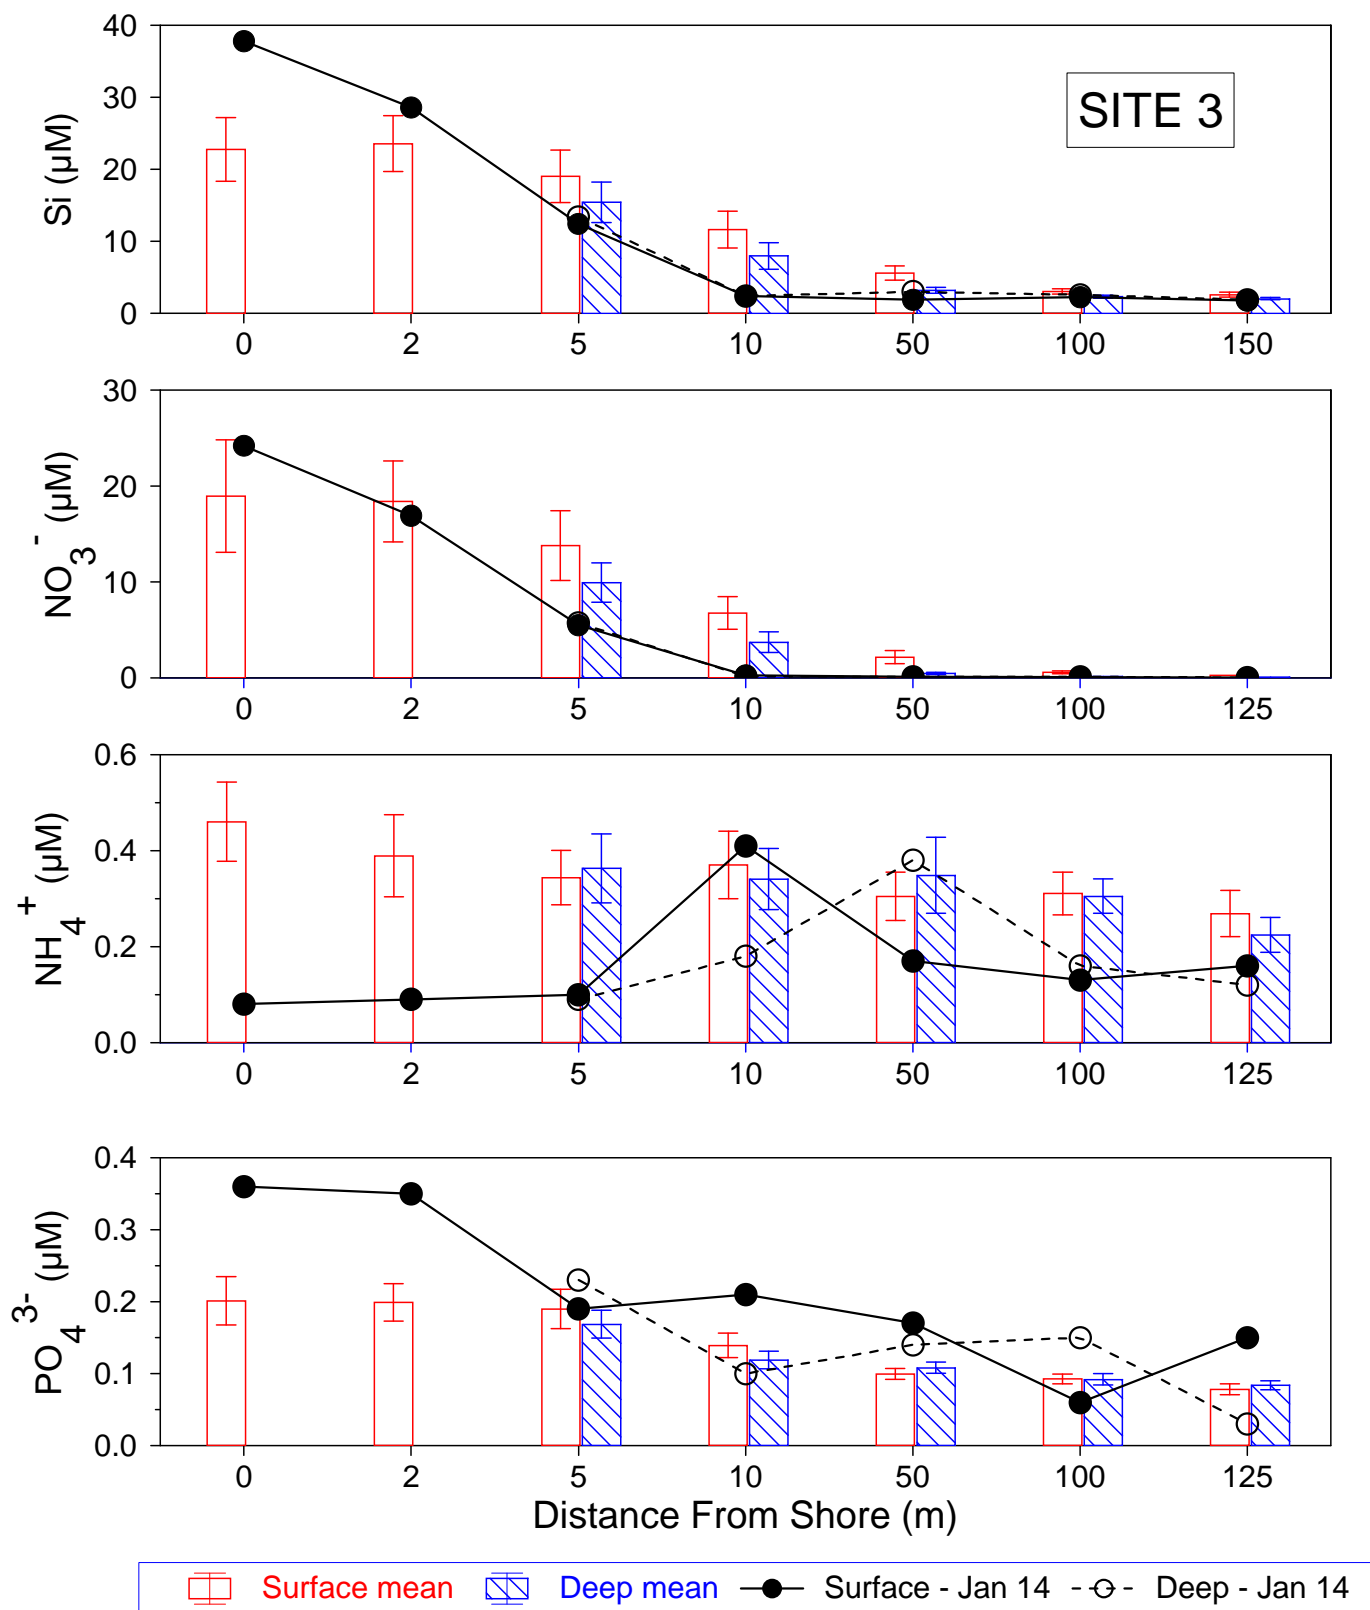 40
30
20
10
0
Si (µM)
SITE 3
0 2 5 10 50 100 150
30
20
10
0
NO3- (µM)
0 2 5 10 50 100 125
0.6
0.4
0.2
0.0
NH4+ (µM)
0 2 5 10 50 100 125
0.4
0.3
0.2
0.1
0.0
PO43- (µM)
0 2 5 10 50 100 125
Distance From Shore (m)
Surface mean Deep mean Surface - Jan 14 Deep - Jan 14